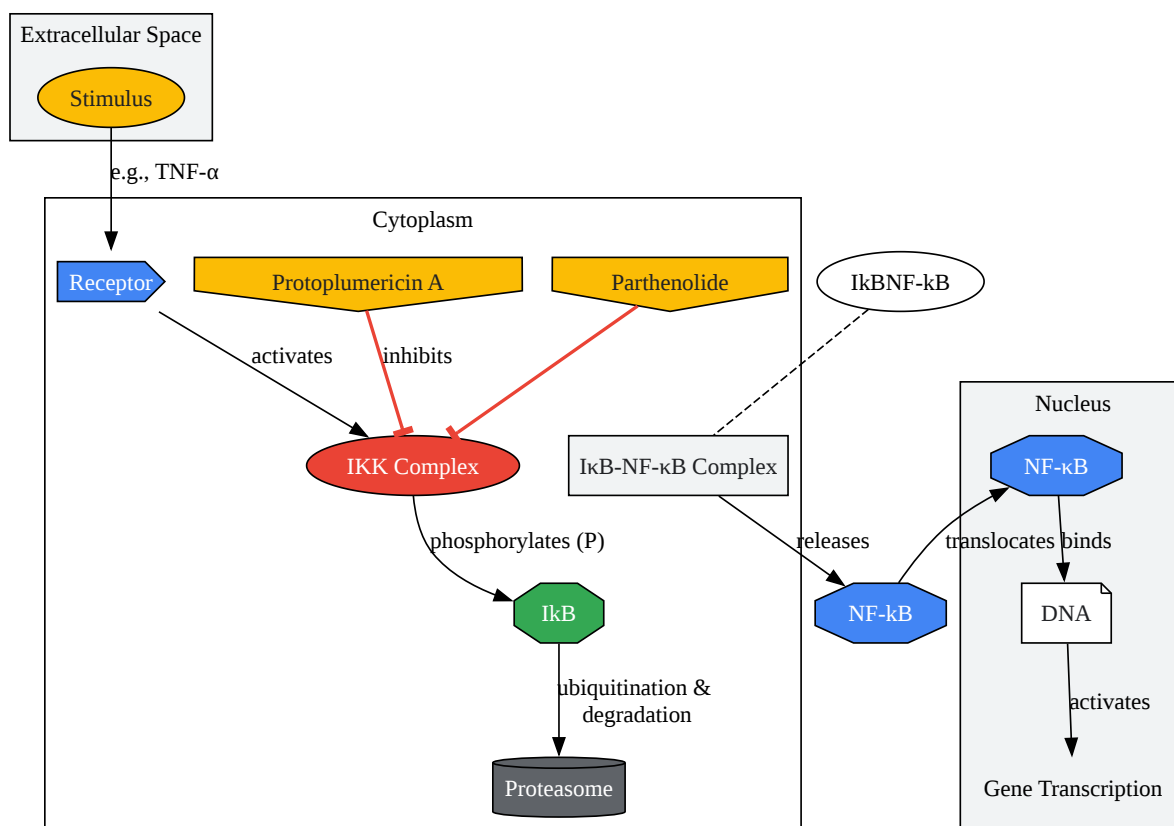 Extracellular Space
Stimulus
e.g., TNF-α
Cytoplasm
Receptor
Protoplumericin A
Parthenolide
IkBNF-kB
activates
inhibits
Nucleus
IKK Complex
IκB-NF-κB Complex
NF-κB
phosphorylates (P)
releases
translocates
binds
IkB
NF-kB
DNA
ubiquitination &
degradation
activates
Proteasome
Gene Transcription